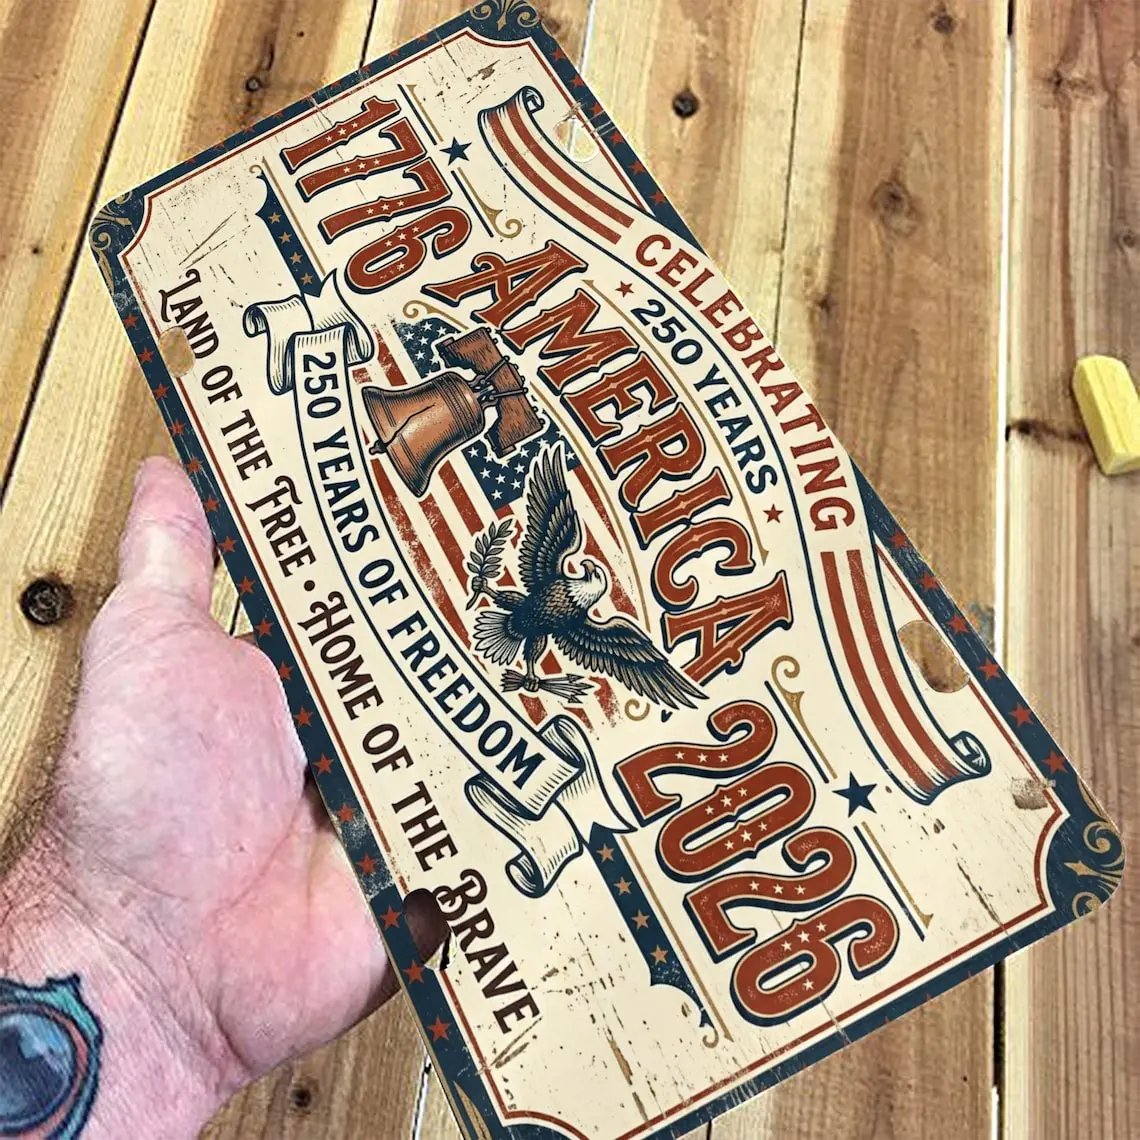 CELEBRATING
250 YEARS
AMERICA
1776
2026
250 YEARS OF FREEDOM
LAND OF THE FREE • HOME OF THE BRAVE